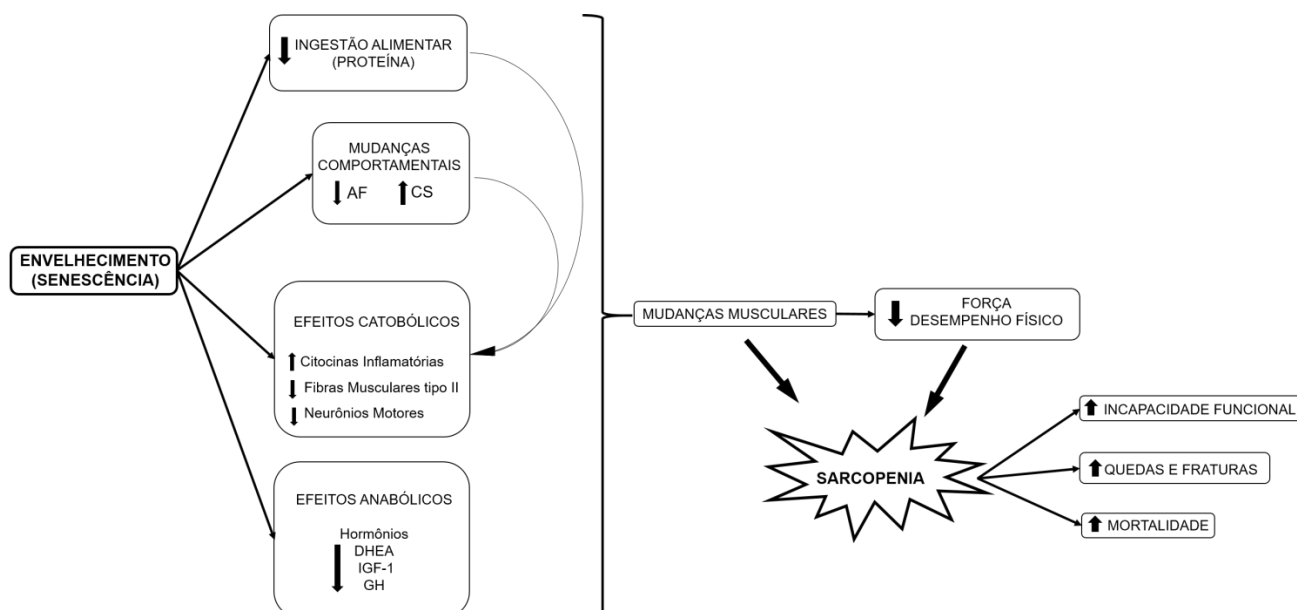 INGESTÃO ALIMENTAR
(PROTEÍNA)
MUDANÇAS
COMPORTAMENTAIS
AF CS
ENVELHECIMENTO
(SENESCÊNCIA)
EFEITOS CATOBÓLICOS
Citocinas Inflamatórias
Fibras Musculares tipo II
Neurônios Motores
EFEITOS ANABÓLICOS
Hormônios
DHEA
IGF-1
GH
MUDANÇAS MUSCULARES
FORÇA
DESEMPENHO FÍSICO
SARCOPENIA
INCAPACIDADE FUNCIONAL
QUEDAS E FRATURAS
MORTALIDADE